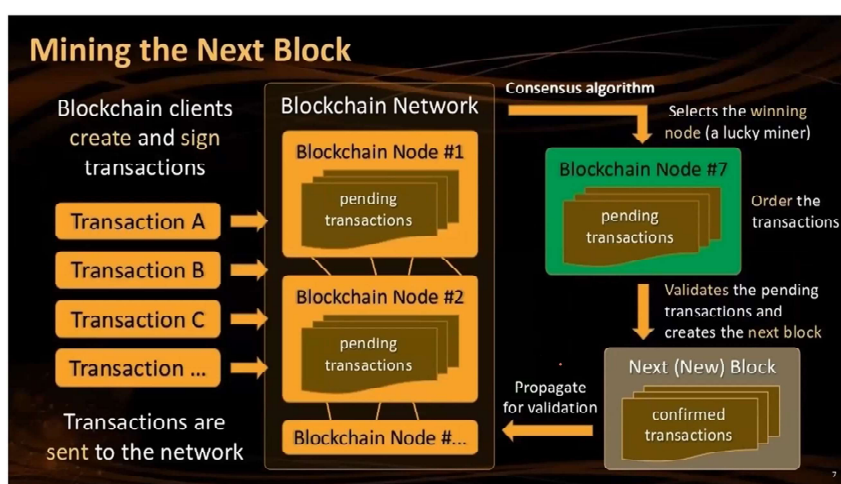 Mining the Next Block
Blockchain clients
create and sign
transactions
Transaction A
Transaction B
Transaction C
Transaction ...
Transactions are
sent to the network
Blockchain Network
Blockchain Node #1
pending
transactions
Blockchain Node #2
pending
transactions
Blockchain Node #...
Consensus algorithm
Selects the winning
node (a lucky miner)
Blockchain Node #7
pending
transactions
Order the
transactions
Validates the pending
transactions and
creates the next block
Next (New) Block
confirmed
transactions
Propagate
for validation
7